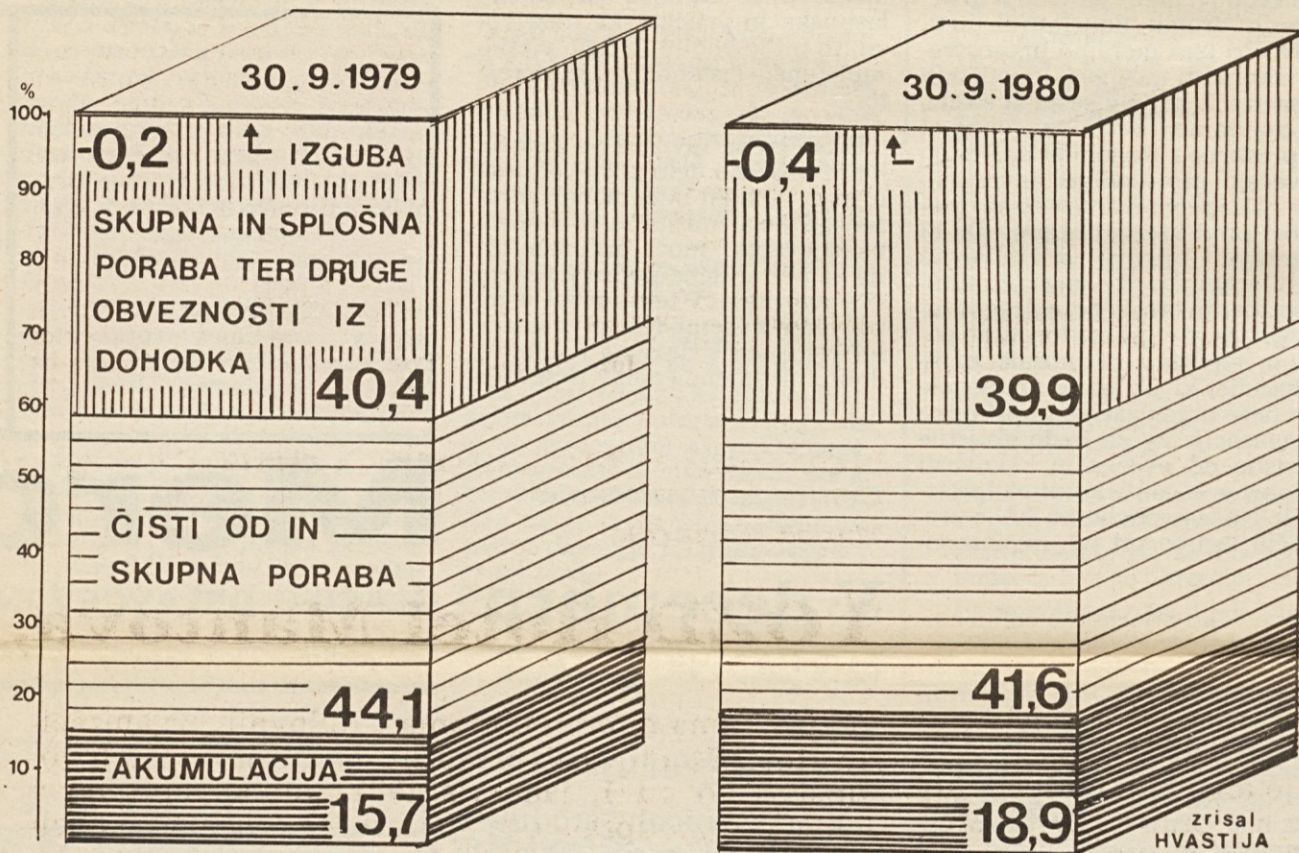 %
100
90
80
70
60
50
40
30
20
10
30.9.1979
-0,2
IZGUBA
SKUPNA IN SPLOŠNA
PORABA TER DRUGE
OBVEZNOSTI IZ
DOHODKA
40,4
ČISTI OD IN
SKUPNA PORABA
44,1
AKUMULACIJA
15,7
30.9.1980
-0,4
39,9
41,6
18,9
zrisal
HVASTIJA